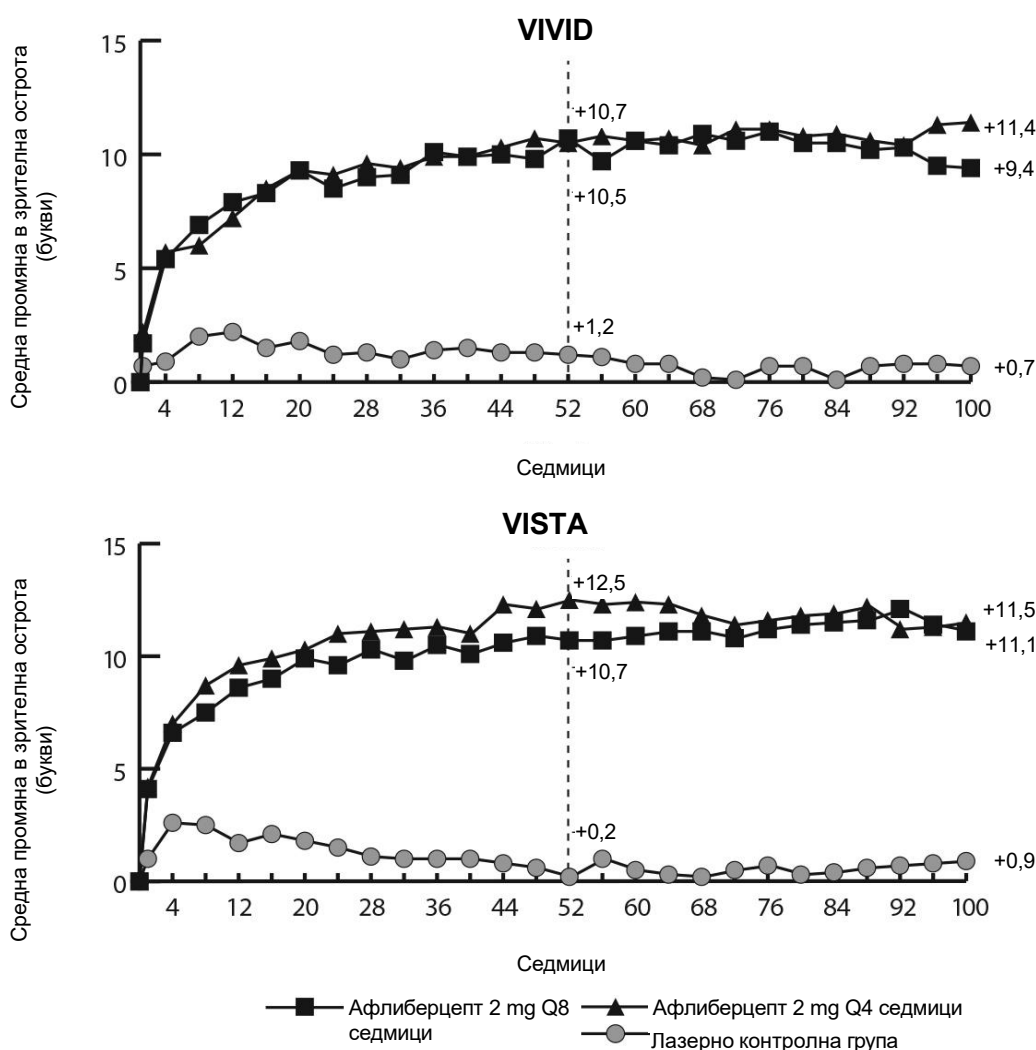 VIVID
Средна промяна в зрителна острота
(букви)
15
10
5
0
+10,7
+10,5
+1,2
+11,4
+9,4
+0,7
4 12 20 28 36 44 52 60 68 76 84 92 100
Седмици
VISTA
Средна промяна в зрителна острота
(букви)
15
10
5
0
+12,5
+10,7
+0,2
+11,5
+11,1
+0,9
4 12 20 28 36 44 52 60 68 76 84 92 100
Седмици
Афлиберцепт 2 mg Q8
седмици
Афлиберцепт 2 mg Q4 седмици
Лазерно контролна група